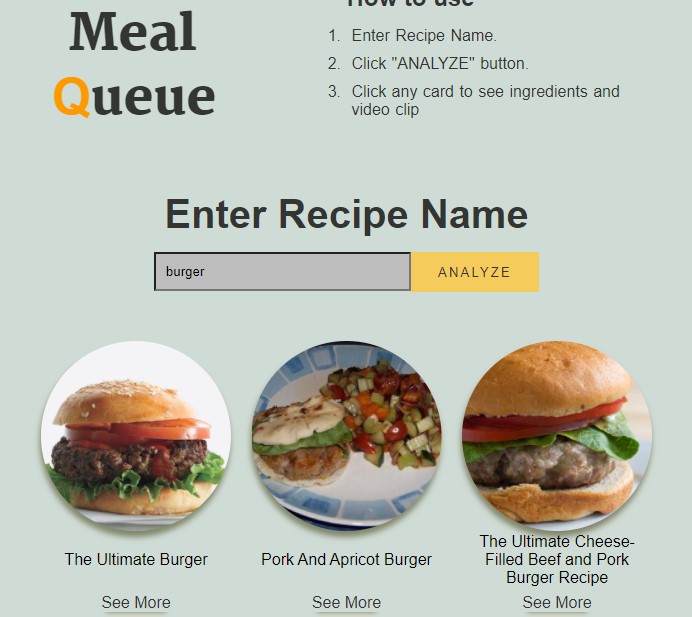 How to use
Meal
Queue
1. Enter Recipe Name.
2. Click "ANALYZE" button.
3. Click any card to see ingredients and
video clip
Enter Recipe Name
burger
ANALYZE
The Ultimate Burger
Pork And Apricot Burger
The Ultimate Cheese-
Filled Beef and Pork
Burger Recipe
See More
See More
See More